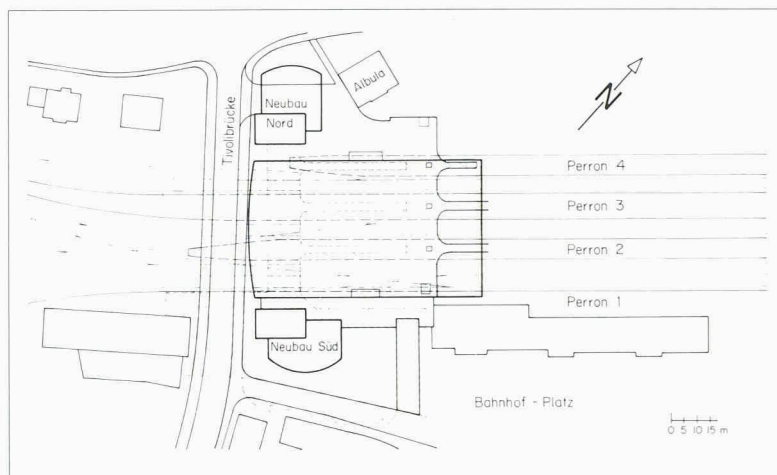 Albula
N
Neubau
Nord
Tivolibrücke
Perron 4
Perron 3
Perron 2
Perron 1
Neubau Süd
Bahnhof - Platz
0 5 10 15 m